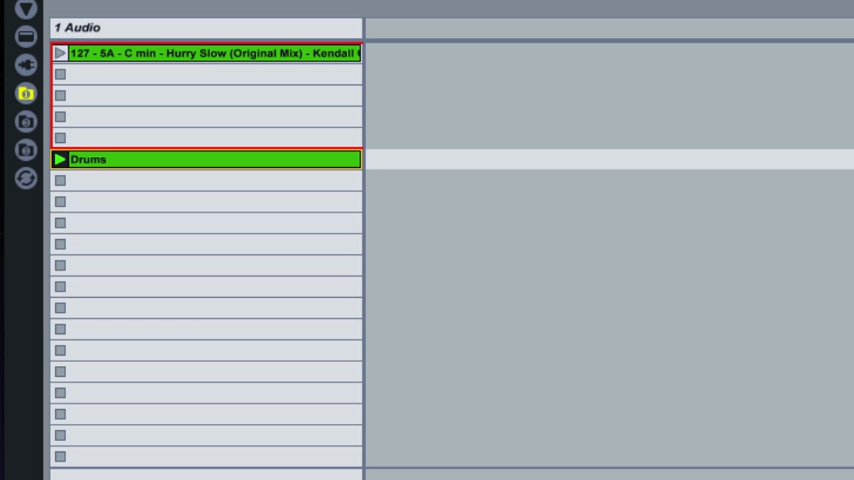 1 Audio
127 - 5A - C min - Hurry Slow (Original Mix) - Kendall
Drums